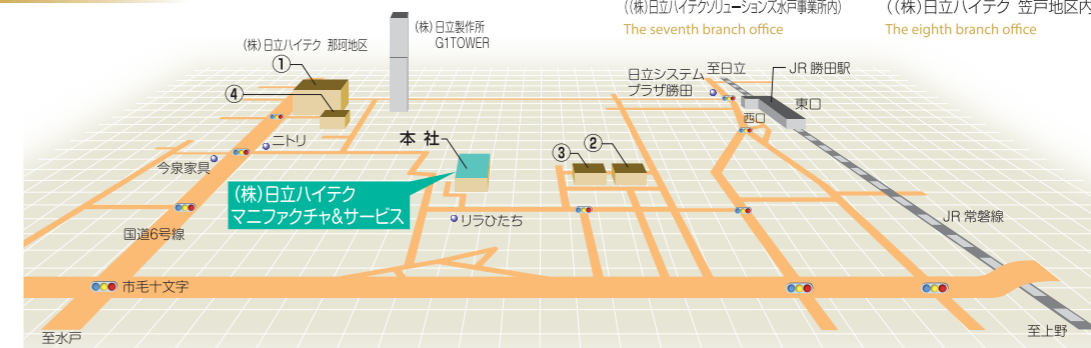 ((株)日立ハイテクソリューションズ水戸事業所内)
The seventh branch office
((株)日立ハイテク 笠戸地区内
The eighth branch office
(株)日立製作所
G1TOWER
(株)日立ハイテク 那珂地区
①
④
日立システム
プラザ勝田
至日立
JR 勝田駅
東口
西口
本 社
③
②
ニトリ
今泉家具
(株)日立ハイテク
マニファクチャ&サービス
リラひたち
国道6号線
JR 常磐線
市毛十文字
至水戸
至上野